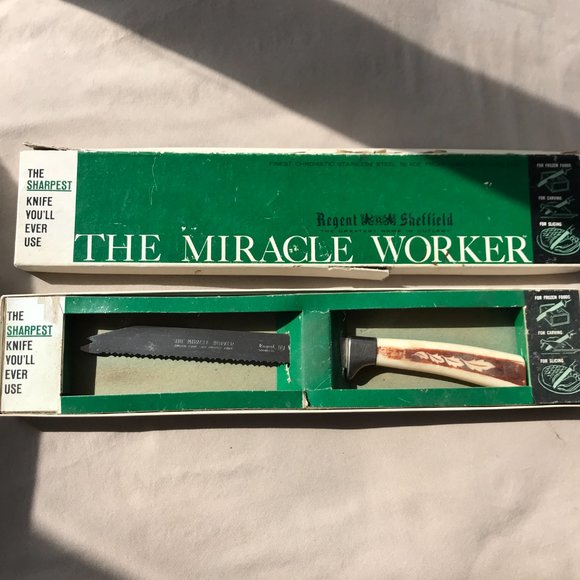 THE
SHARPEST
KNIFE
YOU'LL
EVER
USE
Regent Sheffield
THE MIRACLE WORKER
FOR FROZEN FOODS
FOR CARVING
FOR SLICING
THE
SHARPEST
KNIFE
YOU'LL
EVER
USE
THE MIRACLE WORKER
Regent
FOR FROZEN FOODS
FOR CARVING
FOR SLICING